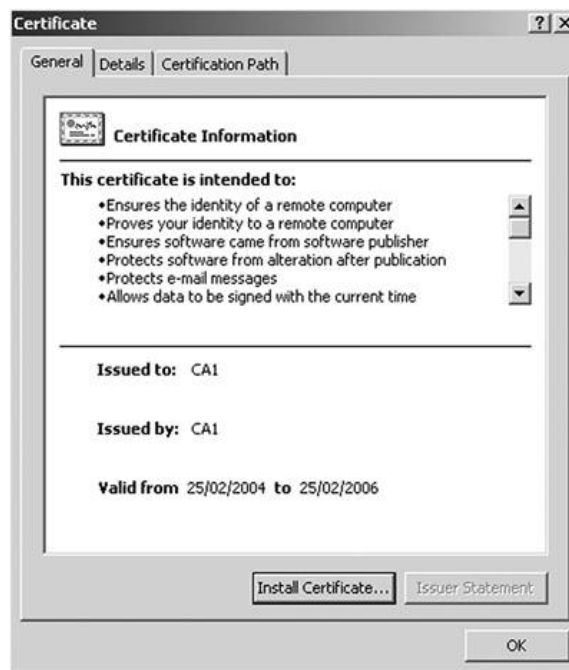 Certificate
General Details Certification Path
Certificate Information
This certificate is intended to:
•Ensures the identity of a remote computer
•Proves your identity to a remote computer
•Ensures software came from software publisher
•Protects software from alteration after publication
•Protects e-mail messages
•Allows data to be signed with the current time
Issued to: CA1
Issued by: CA1
Valid from 25/02/2004 to 25/02/2006
Install Certificate... Issuer Statement
OK